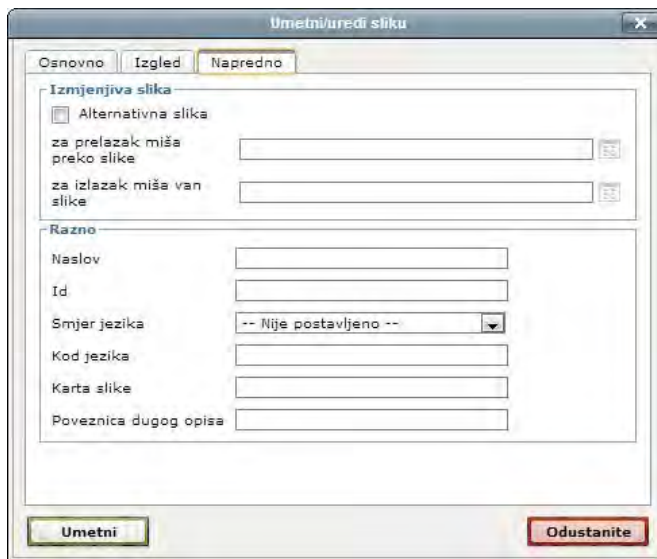 Umetni/uredi sliku
Osnovno Izgled Napredno
Izmjenjiva slika
Alternativna slika
za prelazak miša
preko slike
za izlazak miša van
slike
Razno
Naslov
Id
Smjer jezika -- Nije postavljeno --
Kod jezika
Karta slike
Poveznica dugog opisa
Umetni Odustanite